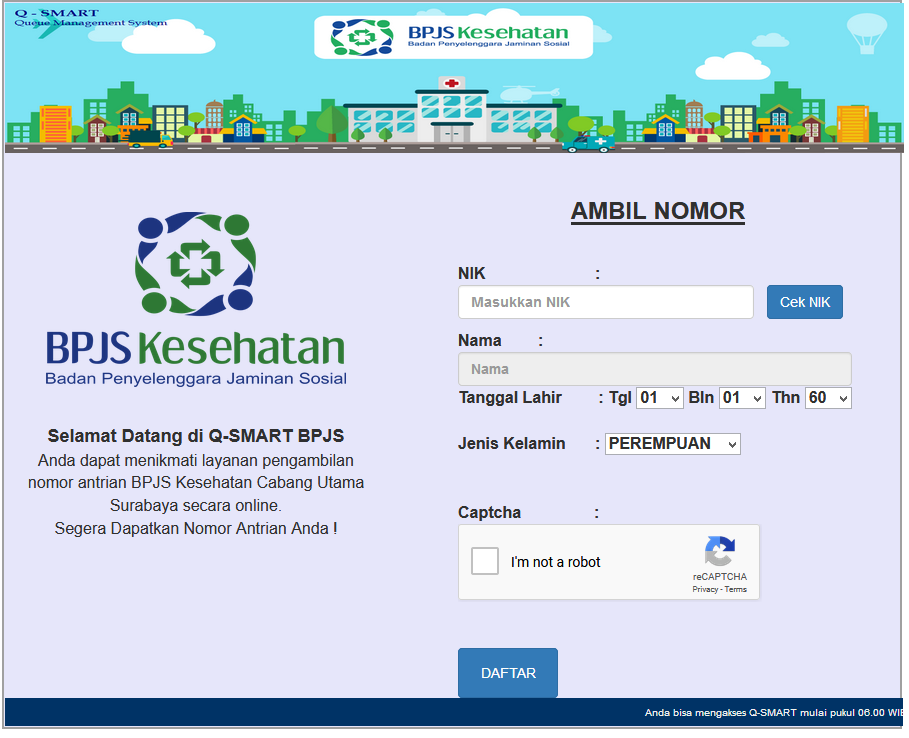 Q - SMART
Queue Management System
BPJS Kesehatan
Badan Penyelenggara Jaminan Sosial
BPJS Kesehatan
Badan Penyelenggara Jaminan Sosial
Selamat Datang di Q-SMART BPJS
Anda dapat menikmati layanan pengambilan
nomor antrian BPJS Kesehatan Cabang Utama
Surabaya secara online.
Segera Dapatkan Nomor Antrian Anda !
AMBIL NOMOR
NIK :
Masukkan NIK Cek NIK
Nama :
Nama
Tanggal Lahir : Tgl 01 Bln 01 Thn 60
Jenis Kelamin : PEREMPUAN
Captcha :
I'm not a robot
reCAPTCHA
Privacy - Terms
DAFTAR
Anda bisa mengakses Q-SMART mulai pukul 06.00 WIB